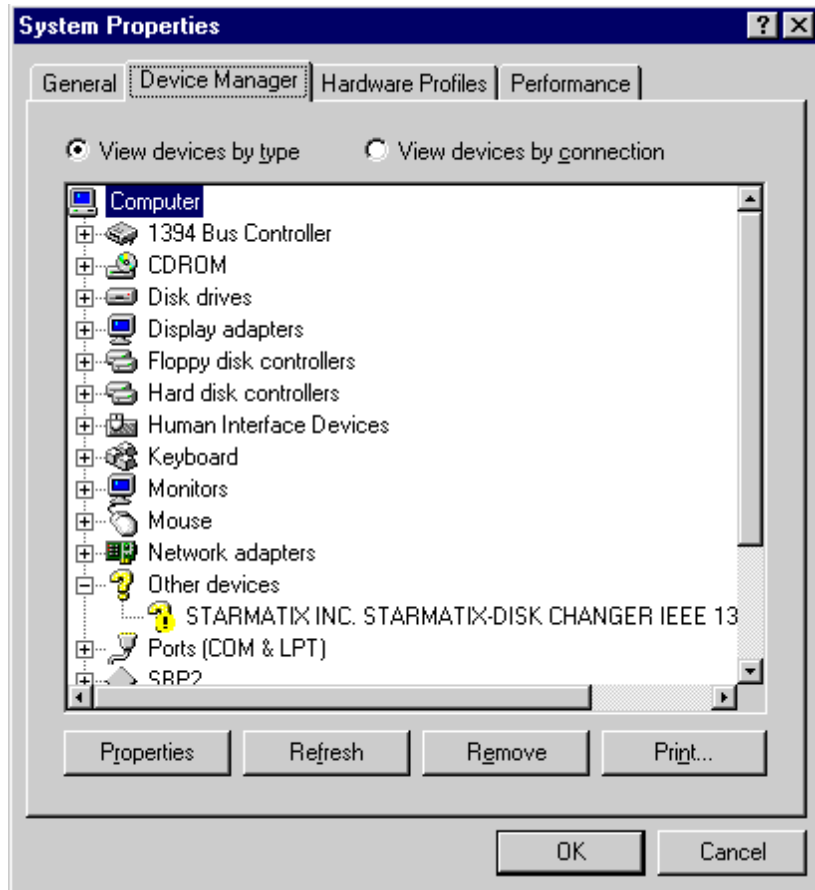 System Properties
General Device Manager Hardware Profiles Performance
View devices by type View devices by connection
Computer
1394 Bus Controller
CDROM
Disk drives
Display adapters
Floppy disk controllers
Hard disk controllers
Human Interface Devices
Keyboard
Monitors
Mouse
Network adapters
Other devices
STARMATIX INC. STARMATIX-DISK CHANGER IEEE 13
Ports (COM & LPT)
SBP2
Properties Refresh Remove Print...
OK Cancel